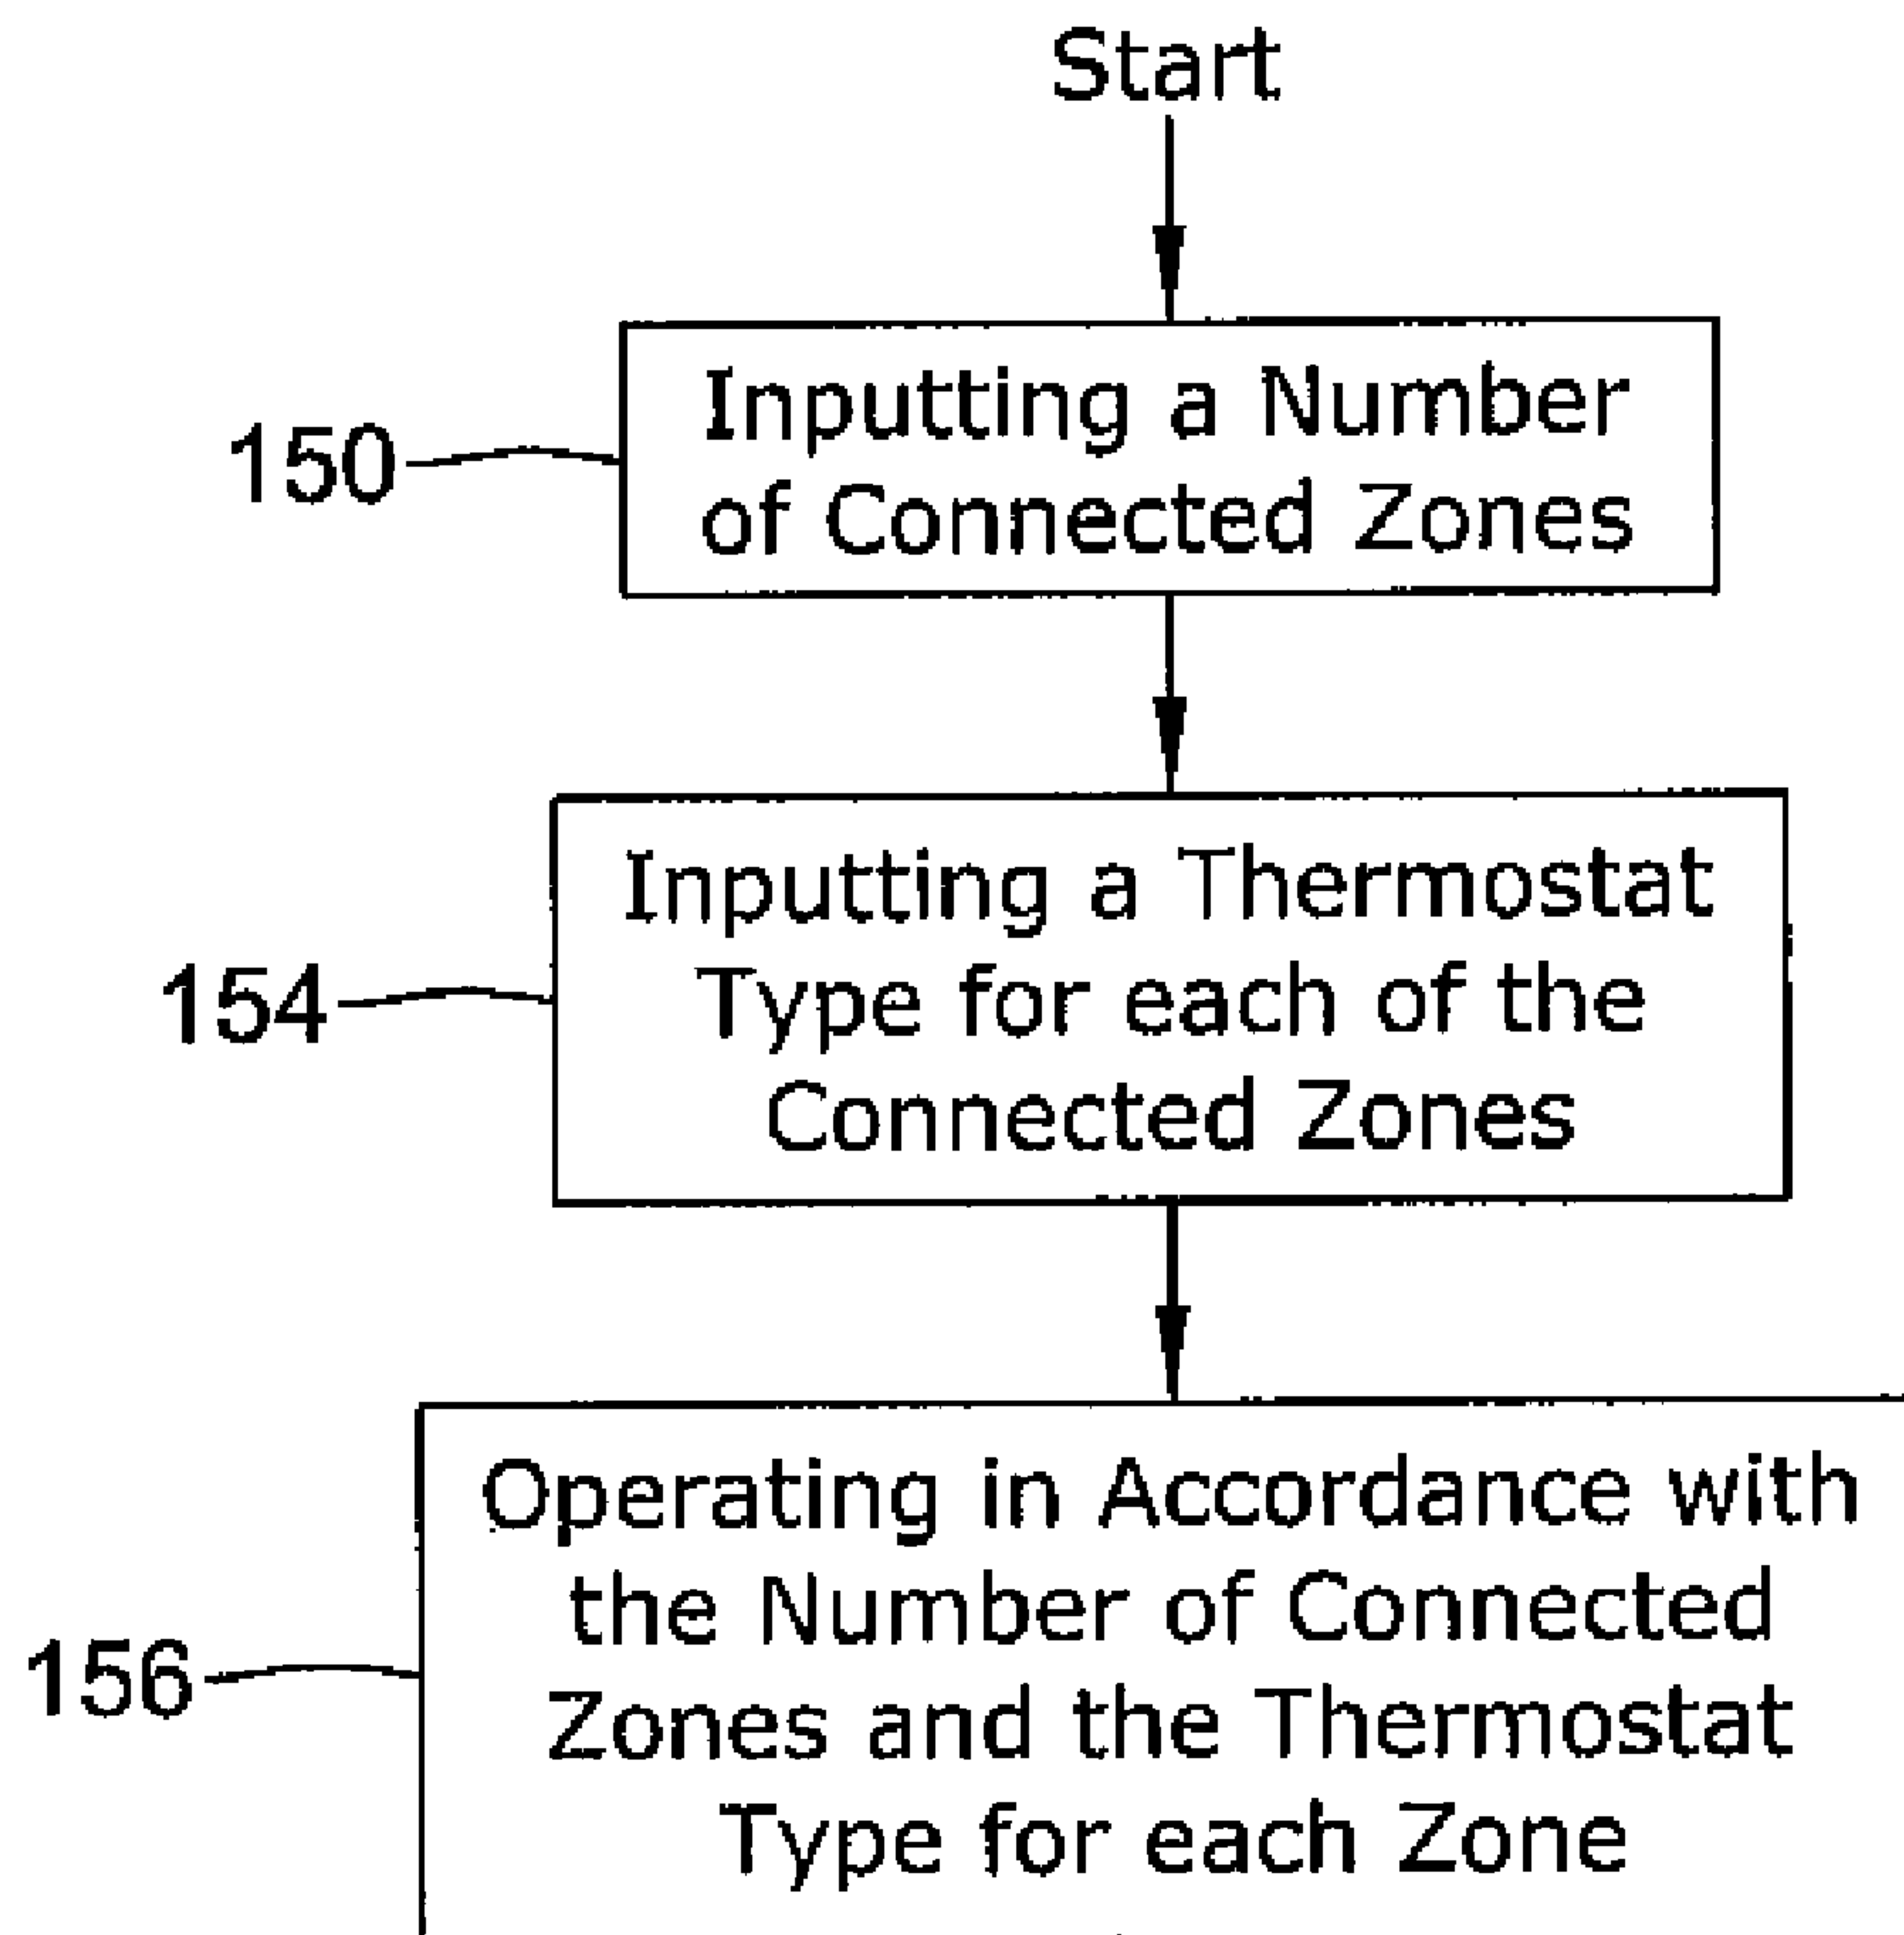 Start
150
Inputting a Number
of Connected Zones
154
Inputting a Thermostat
Type for each of the
Connected Zones
156
Operating in Accordance with
the Number of Connected
Zones and the Thermostat
Type for each Zone